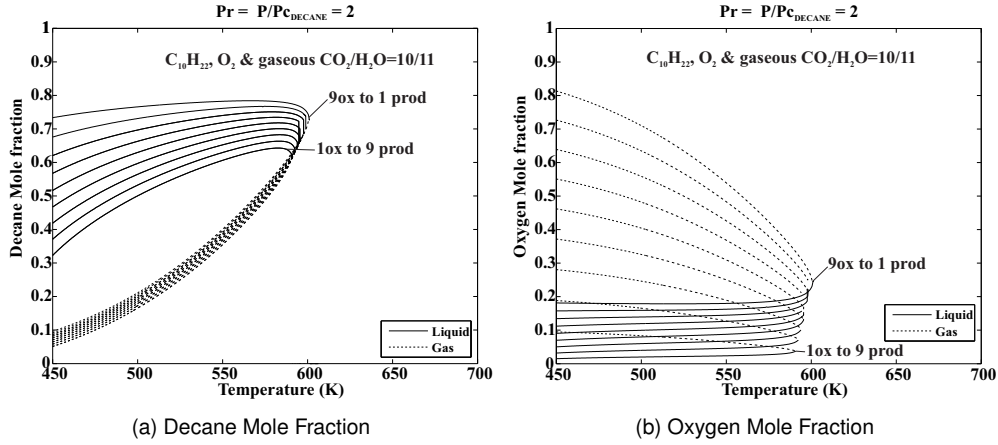 Pr = P/Pc_DECANE = 2
C₁₀H₂₂, O₂ & gaseous CO₂/H₂O=10/11
9ox to 1 prod
1ox to 9 prod
Decane Mole fraction
1
0.9
0.8
0.7
0.6
0.5
0.4
0.3
0.2
0.1
0
Liquid
Gas
450 500 550 600 650 700
Temperature (K)
(a) Decane Mole Fraction
Pr = P/Pc_DECANE = 2
C₁₀H₂₂, O₂ & gaseous CO₂/H₂O=10/11
9ox to 1 prod
1ox to 9 prod
Oxygen Mole fraction
1
0.9
0.8
0.7
0.6
0.5
0.4
0.3
0.2
0.1
0
Liquid
Gas
450 500 550 600 650 700
Temperature (K)
(b) Oxygen Mole Fraction